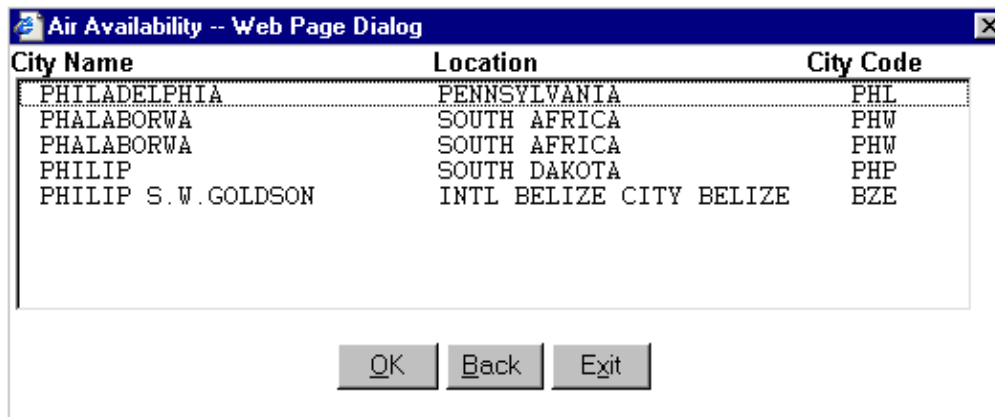 Air Availability -- Web Page Dialog
City Name Location City Code
PHILADELPHIA PENNSYLVANIA PHL
PHALABORWA SOUTH AFRICA PHW
PHALABORWA SOUTH AFRICA PHW
PHILIP SOUTH DAKOTA PHP
PHILIP S.W.GOLDSON INTL BELIZE CITY BELIZE BZE
OK Back Exit